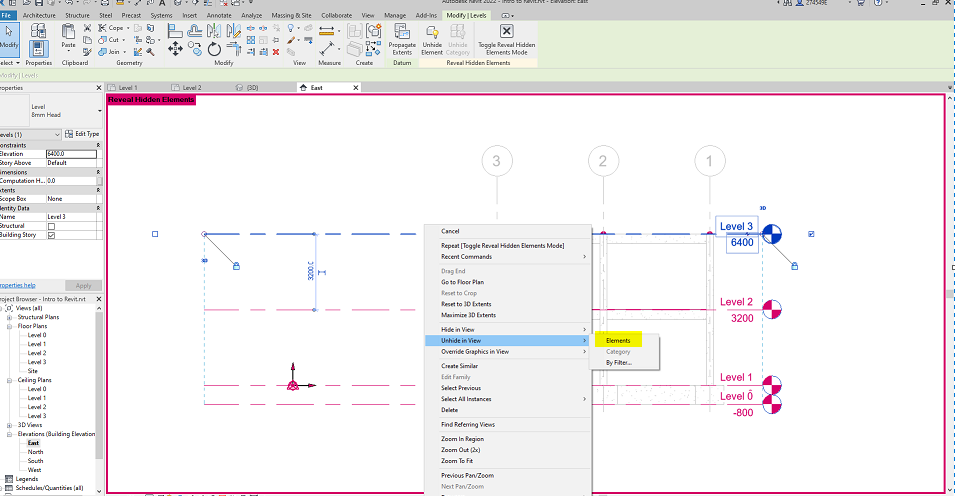 Autodesk Revit 2022 - Intro to Revit.rvt - Elevation: East
274549E
File Architecture Structure Steel Precast Systems Insert Annotate Analyze Massing & Site Collaborate View Manage Add-Ins Modify | Levels
Modify
Paste
Cope
Cut
Join
Propagate
Extents
Unhide
Element
Unhide
Category
Toggle Reveal Hidden
Elements Mode
Select Properties Clipboard Geometry Modify View Measure Create Datum Reveal Hidden Elements
Modify | Levels
Properties
Level 1 Level 2 {3D} East
Reveal Hidden Elements
Level
8mm Head
Levels (1) Edit Type
Constraints
Elevation 6400.0
Story Above Default
Dimensions
Computation H... 0.0
Extents
Scope Box None
Identity Data
Name Level 3
Structural
Building Story
Properties help Apply
Project Browser - Intro to Revit.rvt
Views (all)
Structural Plans
Floor Plans
Level 0
Level 1
Level 2
Level 3
Site
Ceiling Plans
Level 0
Level 1
Level 2
Level 3
3D Views
Elevations (Building Elevation
East
North
South
West
Legends
Schedules/Quantities (all)
3 2 1
3D
Level 3
6400
3D
3200.0
Level 2
3200
Level 1
Level 0
-800
Cancel
Repeat [Toggle Reveal Hidden Elements Mode]
Recent Commands
Drag End
Go to Floor Plan
Reset to Crop
Reset to 3D Extents
Maximize 3D Extents
Hide in View
Unhide in View
Override Graphics in View
Create Similar
Edit Family
Select Previous
Select All Instances
Delete
Find Referring Views
Zoom In Region
Zoom Out (2x)
Zoom To Fit
Previous Pan/Zoom
Next Pan/Zoom
Elements
Category
By Filter...